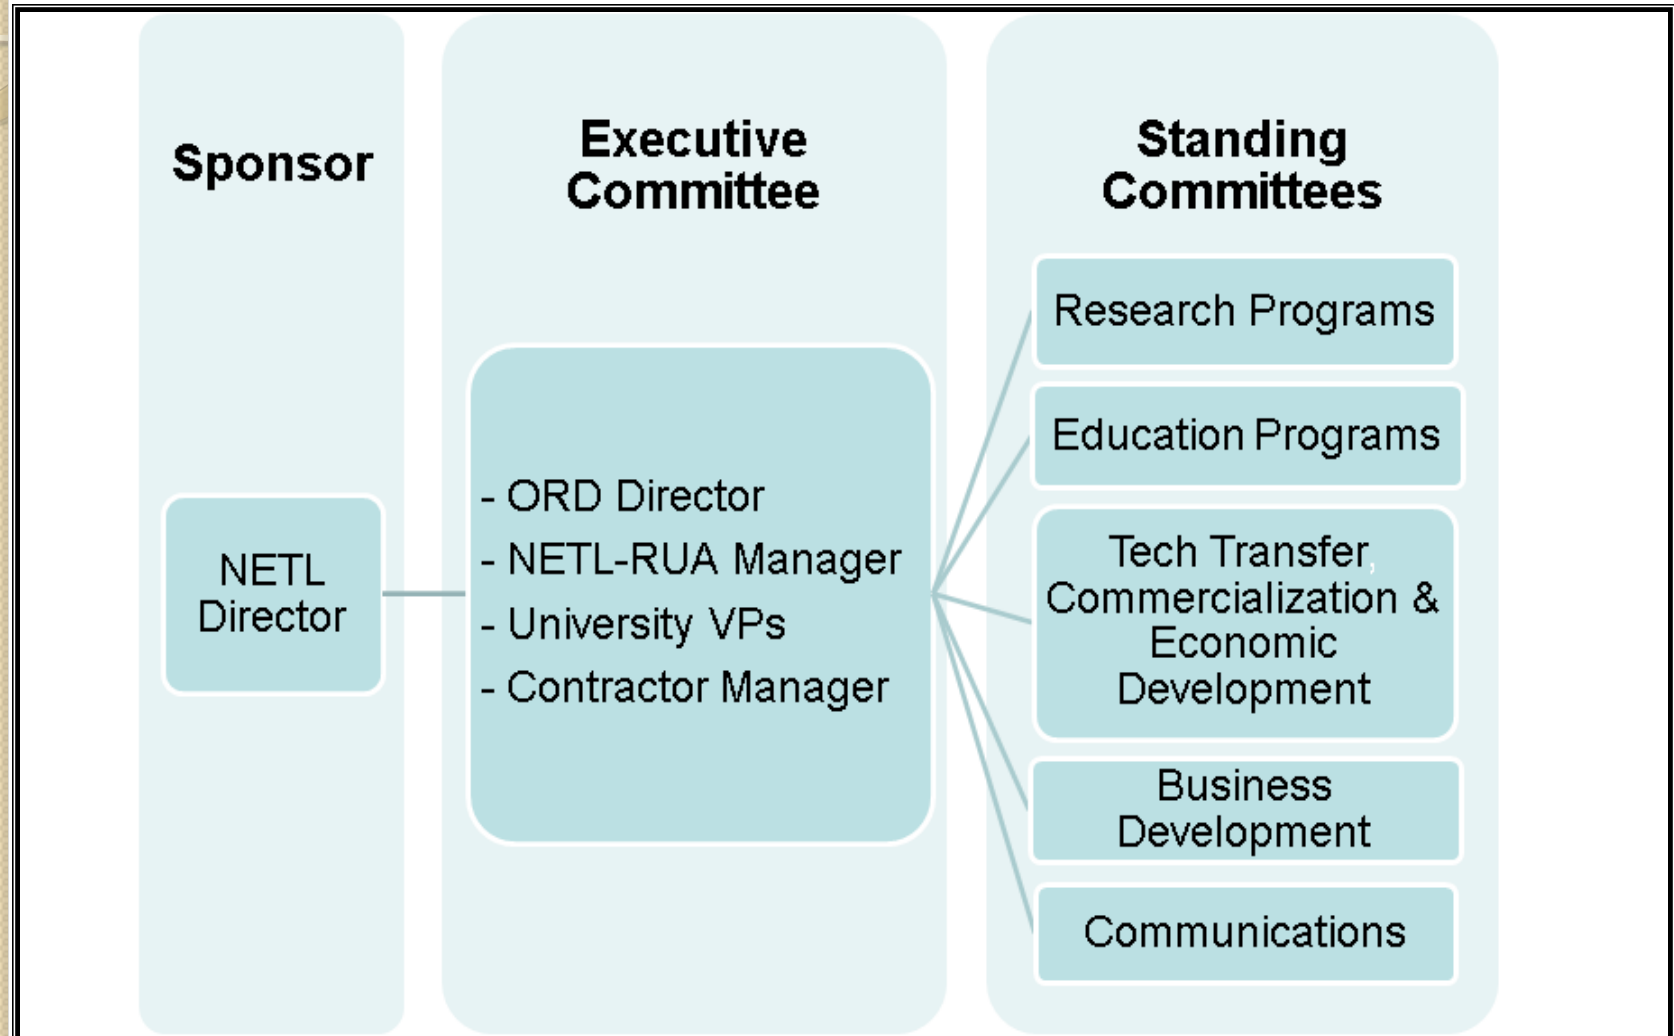 Sponsor
NETL
Director
Executive
Committee
- ORD Director
- NETL-RUA Manager
- University VPs
- Contractor Manager
Standing
Committees
Research Programs
Education Programs
Tech Transfer,
Commercialization &
Economic
Development
Business
Development
Communications